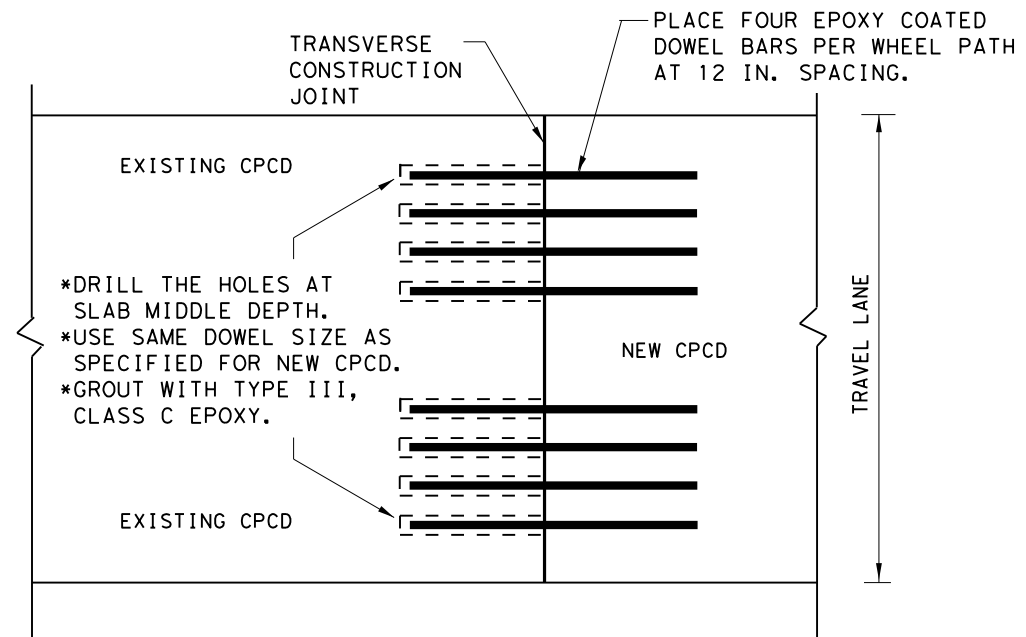 PLACE FOUR EPOXY COATED
DOWEL BARS PER WHEEL PATH
AT 12 IN. SPACING.
TRANSVERSE
CONSTRUCTION
JOINT
EXISTING CPCD
*DRILL THE HOLES AT
SLAB MIDDLE DEPTH.
*USE SAME DOWEL SIZE AS
SPECIFIED FOR NEW CPCD.
*GROUT WITH TYPE III,
CLASS C EPOXY.
NEW CPCD
TRAVEL LANE
EXISTING CPCD